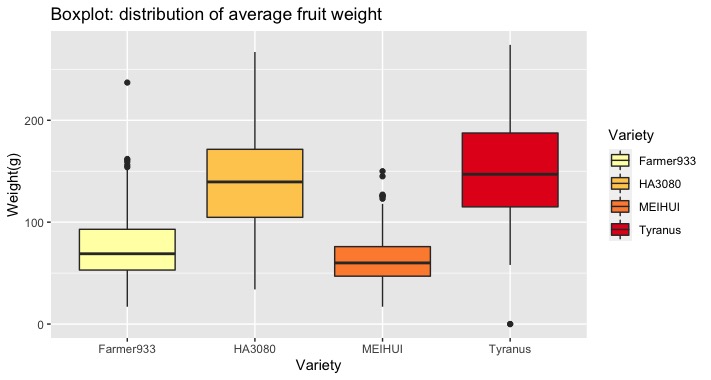 Boxplot: distribution of average fruit weight
Weight(g)
200
100
0
Farmer933 HA3080 MEIHUI Tyranus
Variety
Variety
Farmer933
HA3080
MEIHUI
Tyranus